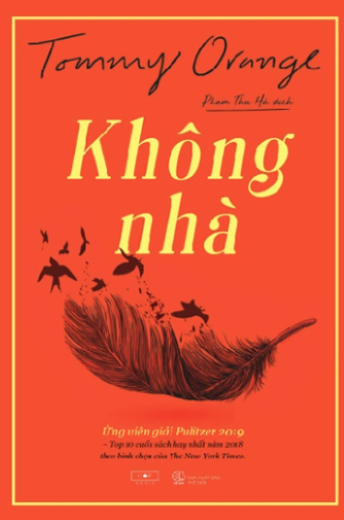 Tommy Orange
Phạm Thu Hà dịch
Không
nhà
Ứng viên giải Pulitzer 2019
– Top 10 cuốn sách hay nhất năm 2018
theo bình chọn của The New York Times.